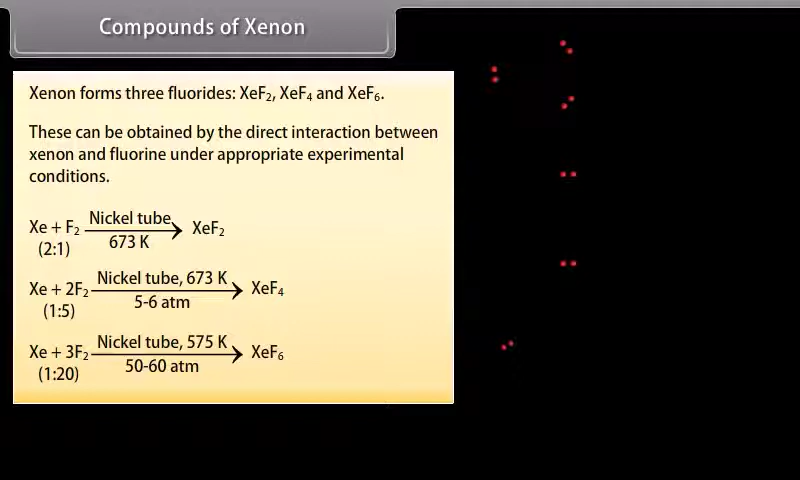 Compounds of Xenon
Xenon forms three fluorides: XeF₂, XeF₄ and XeF₆.
These can be obtained by the direct interaction between
xenon and fluorine under appropriate experimental
conditions.
Xe + F₂ Nickel tube, 673 K → XeF₂
(2:1)
Xe + 2F₂ Nickel tube, 673 K 5-6 atm → XeF₄
(1:5)
Xe + 3F₂ Nickel tube, 575 K 50-60 atm → XeF₆
(1:20)